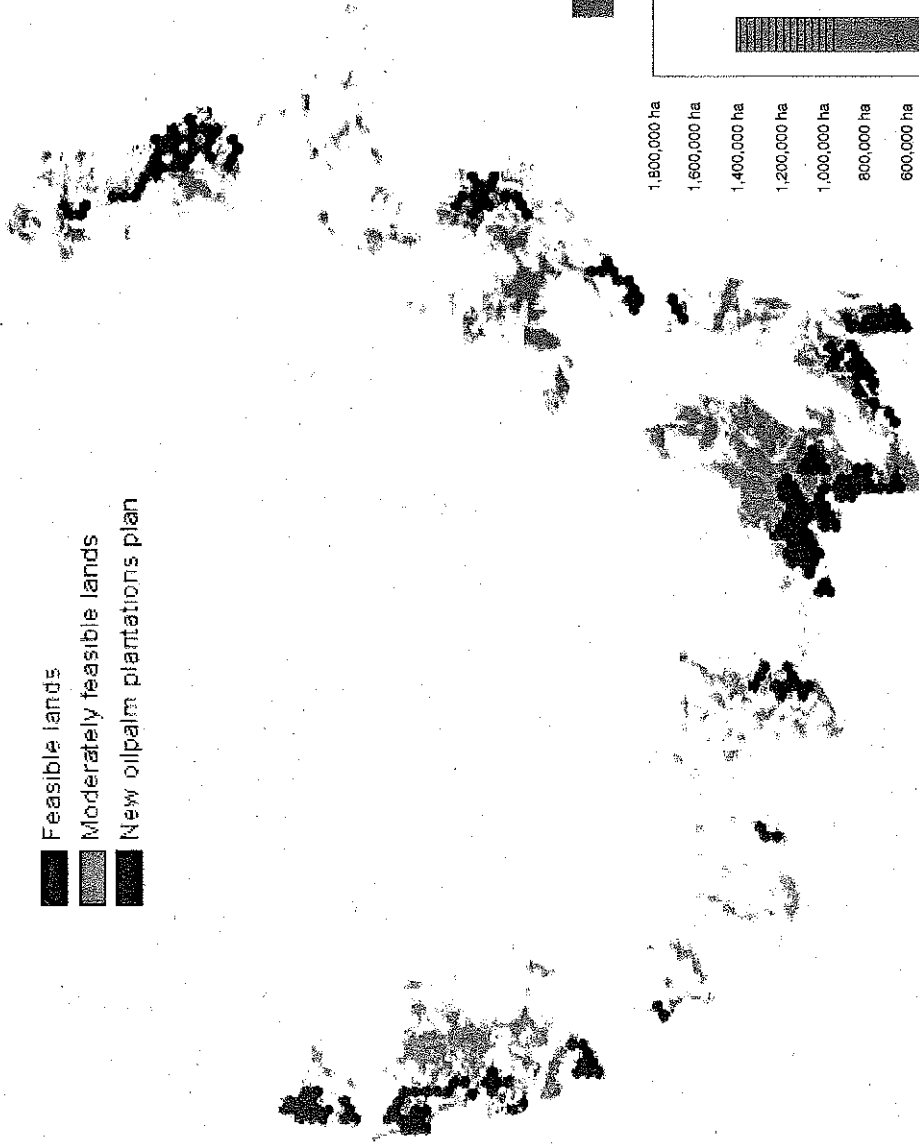 Feasible lands
Moderately feasible lands
New oilpalm plantations plan
1,800,000 ha
1,600,000 ha
1,400,000 ha
1,200,000 ha
1,000,000 ha
800,000 ha
600,000 ha